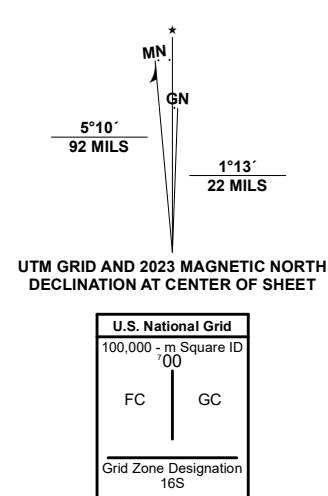 ★
MN
GN
5°10´
92 MILS
1°13´
22 MILS
UTM GRID AND 2023 MAGNETIC NORTH
DECLINATION AT CENTER OF SHEET
U.S. National Grid
100,000 - m Square ID
⁷00
FC GC
Grid Zone Designation
16S